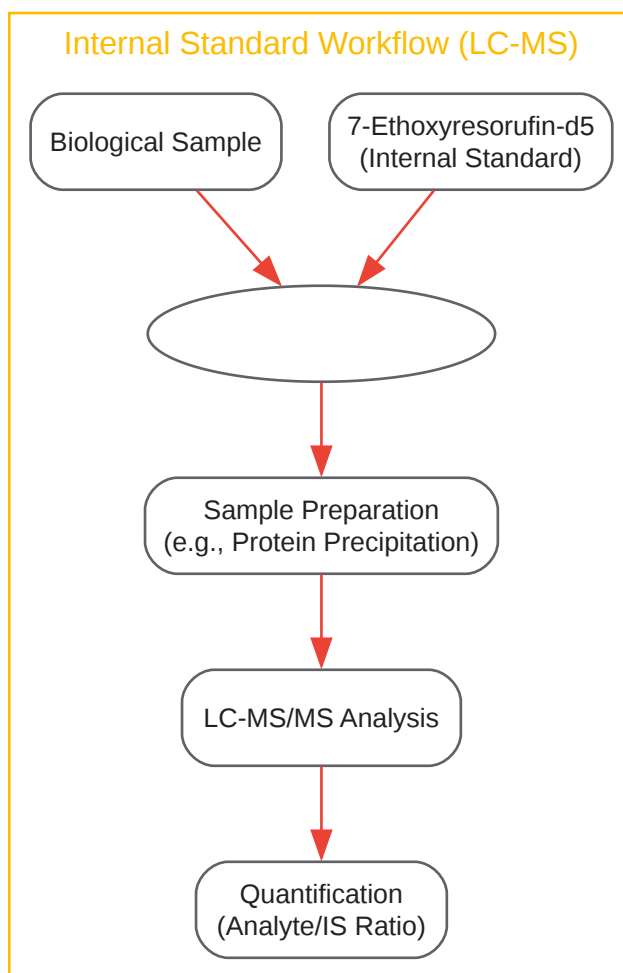 Internal Standard Workflow (LC-MS)
Biological Sample
7-Ethoxyresorufin-d5
(Internal Standard)
Sample Preparation
(e.g., Protein Precipitation)
LC-MS/MS Analysis
Quantification
(Analyte/IS Ratio)